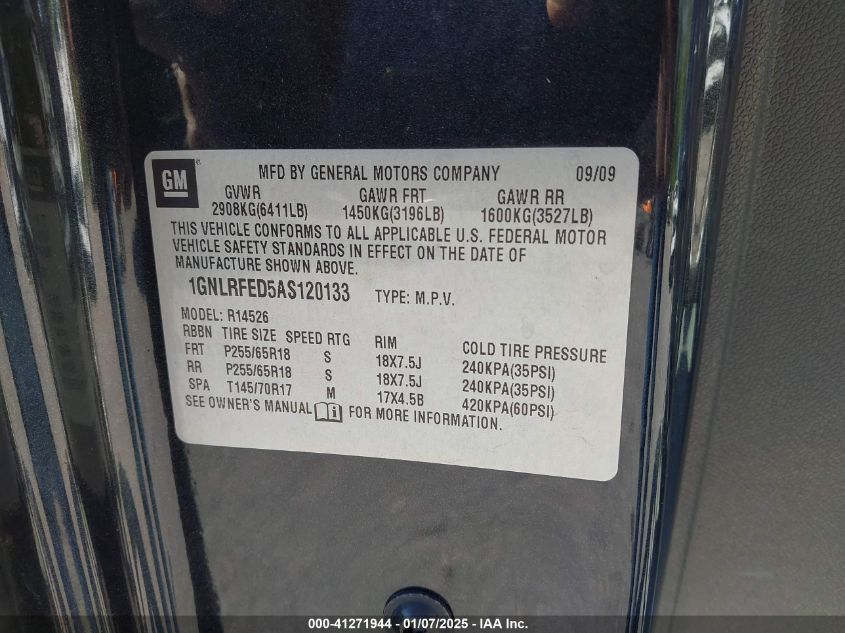 GM ® MFD BY GENERAL MOTORS COMPANY 09/09
GVWR GAWR FRT GAWR RR
2908KG(6411LB) 1450KG(3196LB) 1600KG(3527LB)
THIS VEHICLE CONFORMS TO ALL APPLICABLE U.S. FEDERAL MOTOR
VEHICLE SAFETY STANDARDS IN EFFECT ON THE DATE OF
MANUFACTURE SHOWN ABOVE.
1GNLRFED5AS120133 TYPE: M.P.V.
MODEL: R14526
RBBN TIRE SIZE SPEED RTG RIM COLD TIRE PRESSURE
FRT P255/65R18 S 18X7.5J 240KPA(35PSI)
RR P255/65R18 S 18X7.5J 240KPA(35PSI)
SPA T145/70R17 M 17X4.5B 420KPA(60PSI)
SEE OWNER'S MANUAL i FOR MORE INFORMATION.
000-41271944 | 01/07/2025 | © IAA Inc.